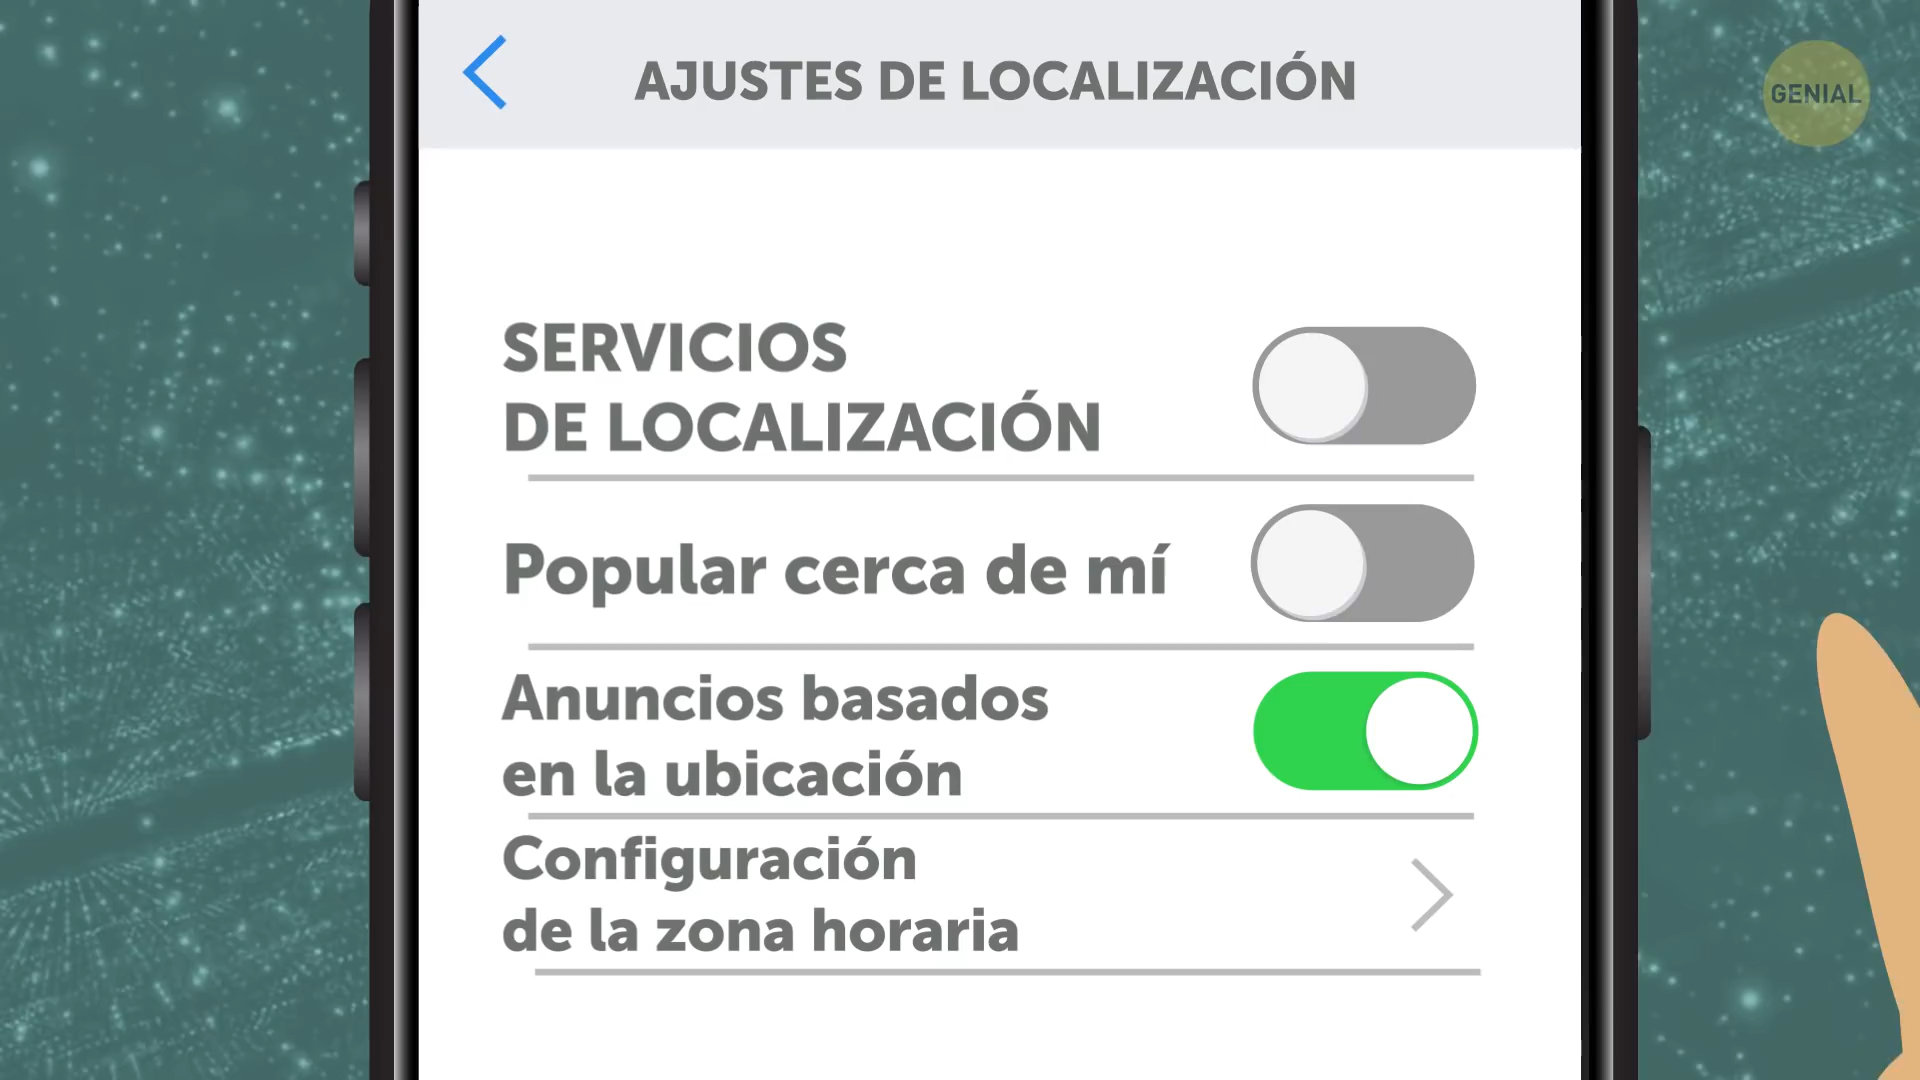 AJUSTES DE LOCALIZACIÓN
GENIAL
SERVICIOS
DE LOCALIZACIÓN
Popular cerca de mí
Anuncios basados
en la ubicación
Configuración
de la zona horaria